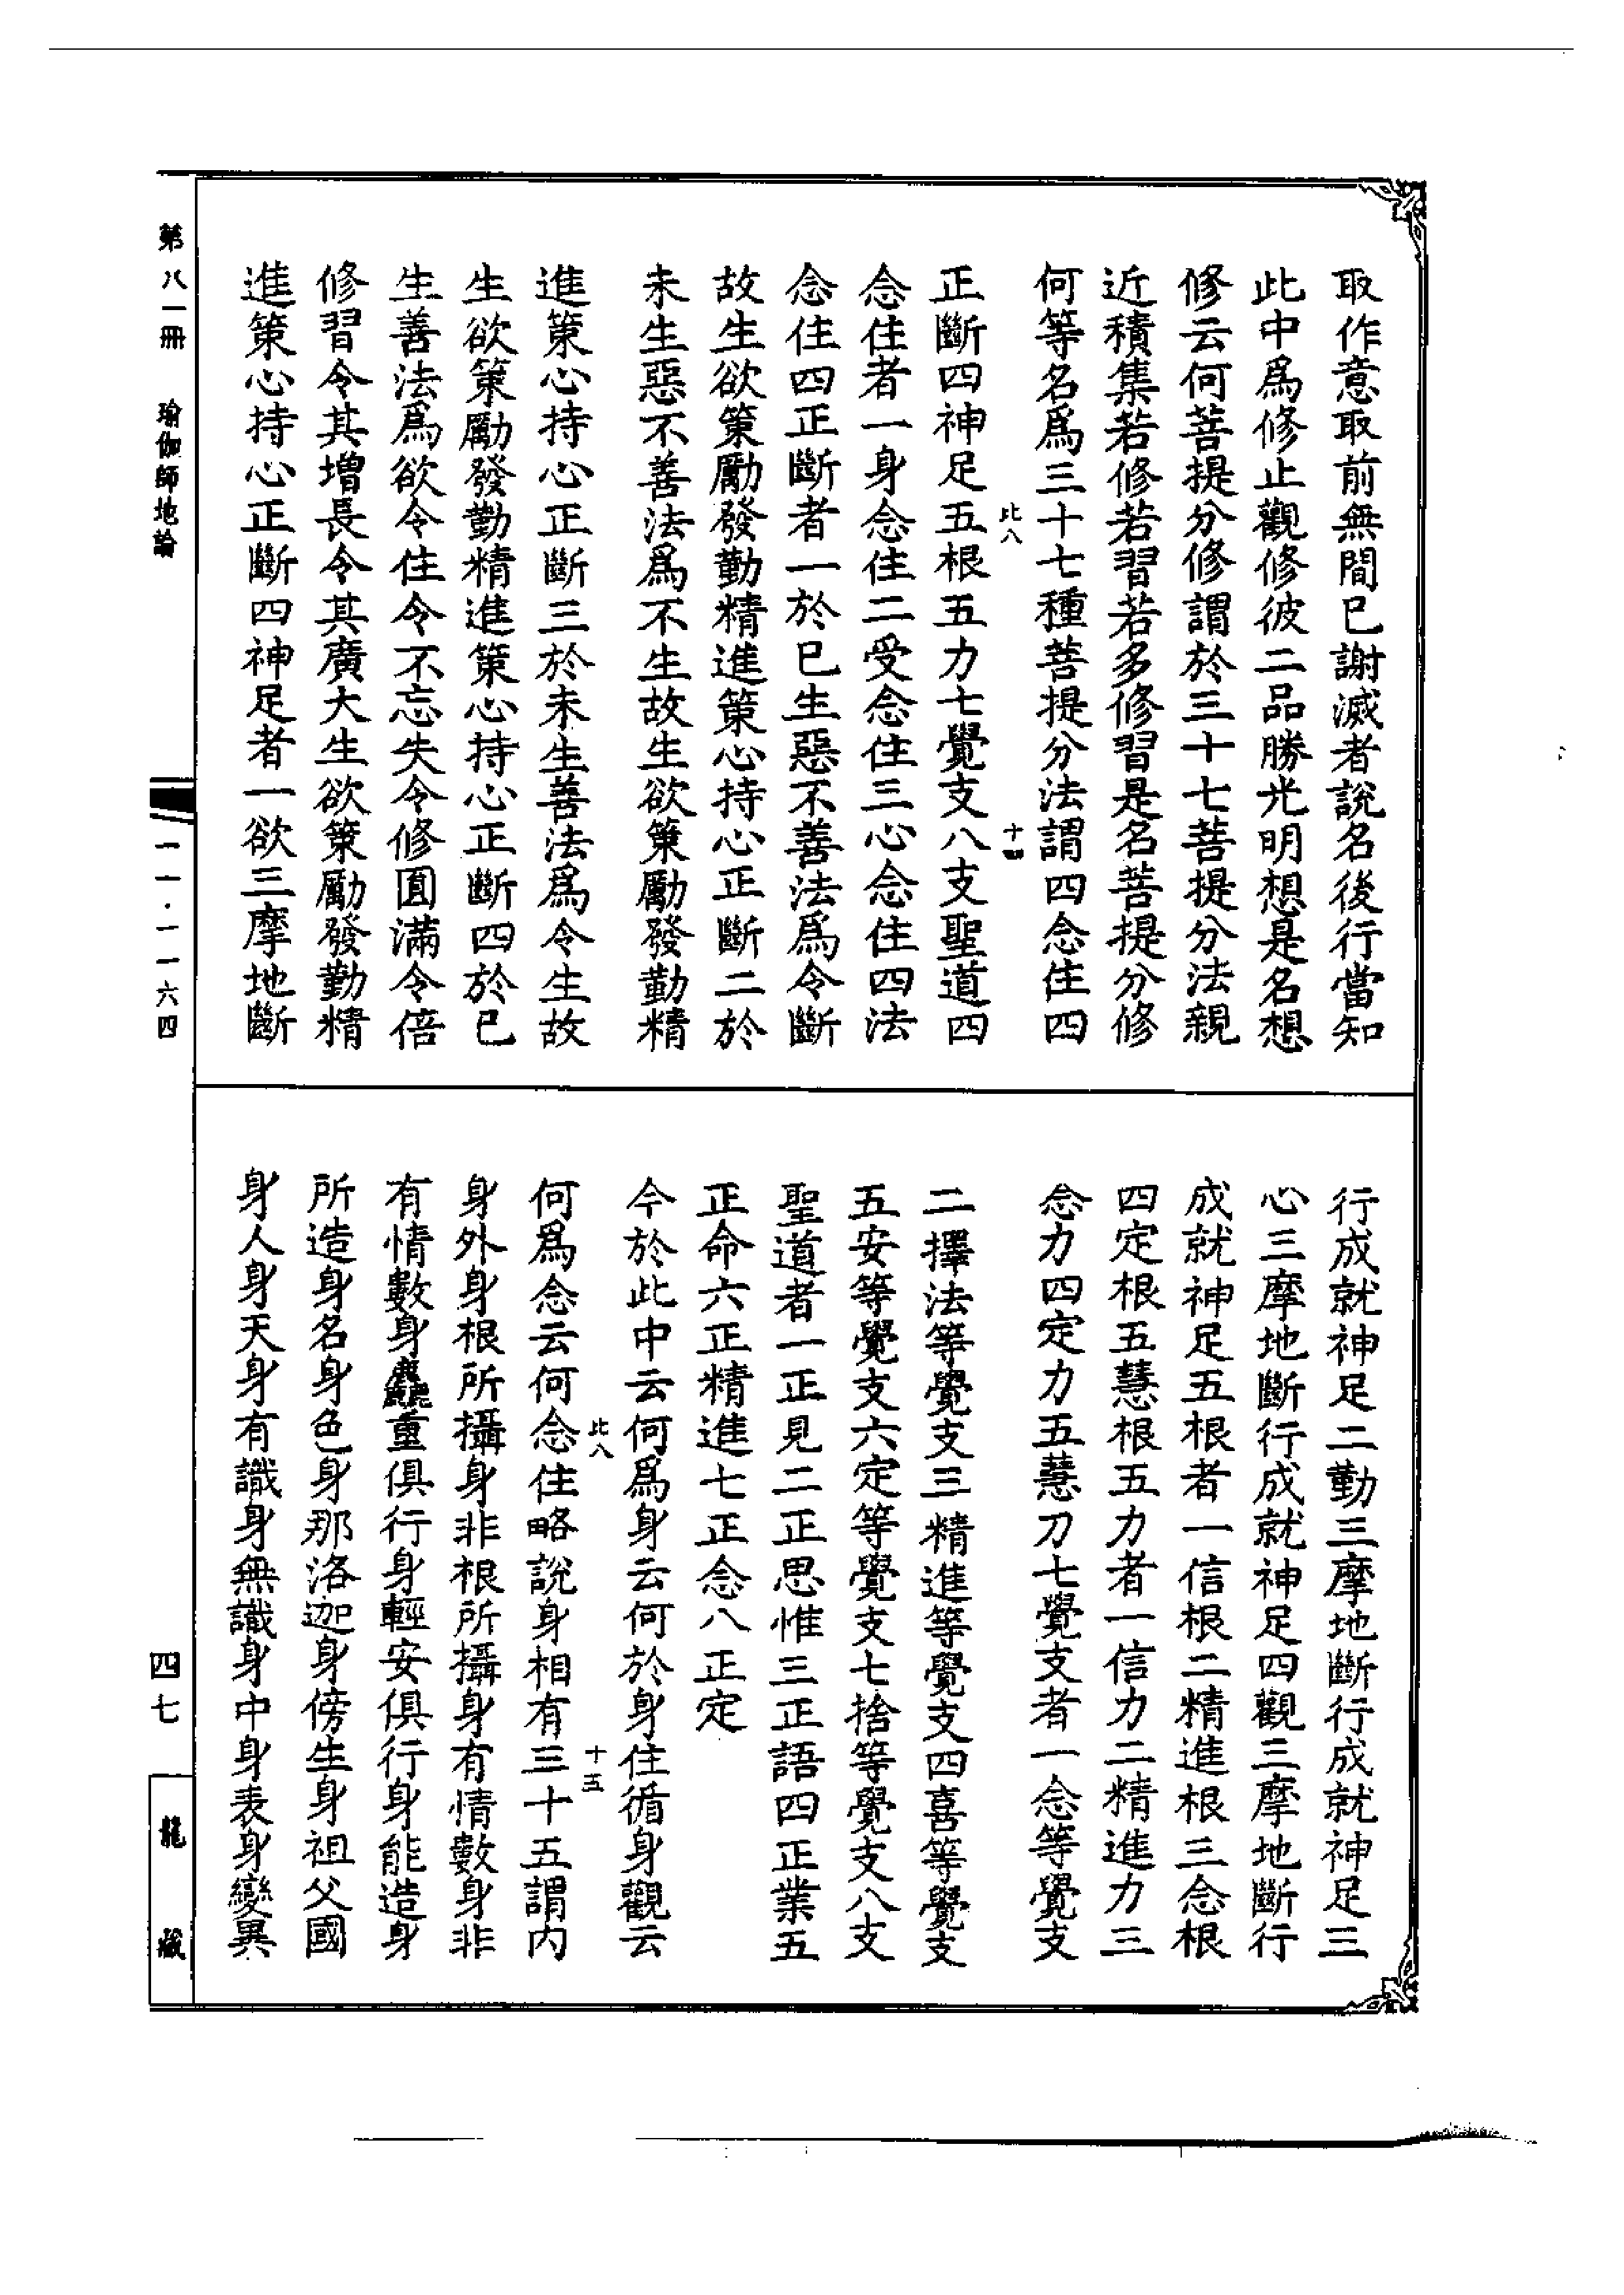 取作意取前無間已謝滅者說名後行當知
此中爲修止觀修彼二品勝光明想是名想
修云何菩提分修謂於三十七菩提分法親
近積集若修若習若多修習是名菩提分修
何等名爲三十七種菩提分法謂四念住四
此八
十四
正斷四神足五根五力七覺支八支聖道四
念住者一身念住二受念住三心念住四法
念住四正斷者一於已生惡不善法爲令斷
故生欲策勵發勤精進策心持心正斷二於
未生惡不善法爲不生故生欲策勵發勤精
進策心持心正斷三於未生善法爲令生故
生欲策勵發勤精進策心持心正斷四於已
生善法爲欲令住令不忘失令修圓滿令倍
修習令其增長令其廣大生欲策勵發勤精
進策心持心正斷四神足者一欲三摩地斷
行成就神足二勤三摩地斷行成就神足三
心三摩地斷行成就神足四觀三摩地斷行
成就神足五根者一信根二精進根三念根
四定根五慧根五力者一信力二精進力三
念力四定力五慧刀七覺支者一念等覺支
二擇法等覺支三精進等覺支四喜等覺支
五安等覺支六定等覺支七捨等覺支八支
聖道者一正見二正思惟三正語四正業五
正命六正精進七正念八正定
今於此中云何爲身云何於身住循身觀云
此八
十五
何爲念云何念住略說身相有三十五謂內
身外身根所攝身非根所攝身有情數身非
有情數身麤重俱行身輕安俱行身能造身
所造身名身色身那洛迦身傍生身祖父國
身人身天身有識身無識身中身表身變異
第八一冊　瑜伽師地論
一一·一一六四
四七
龍藏